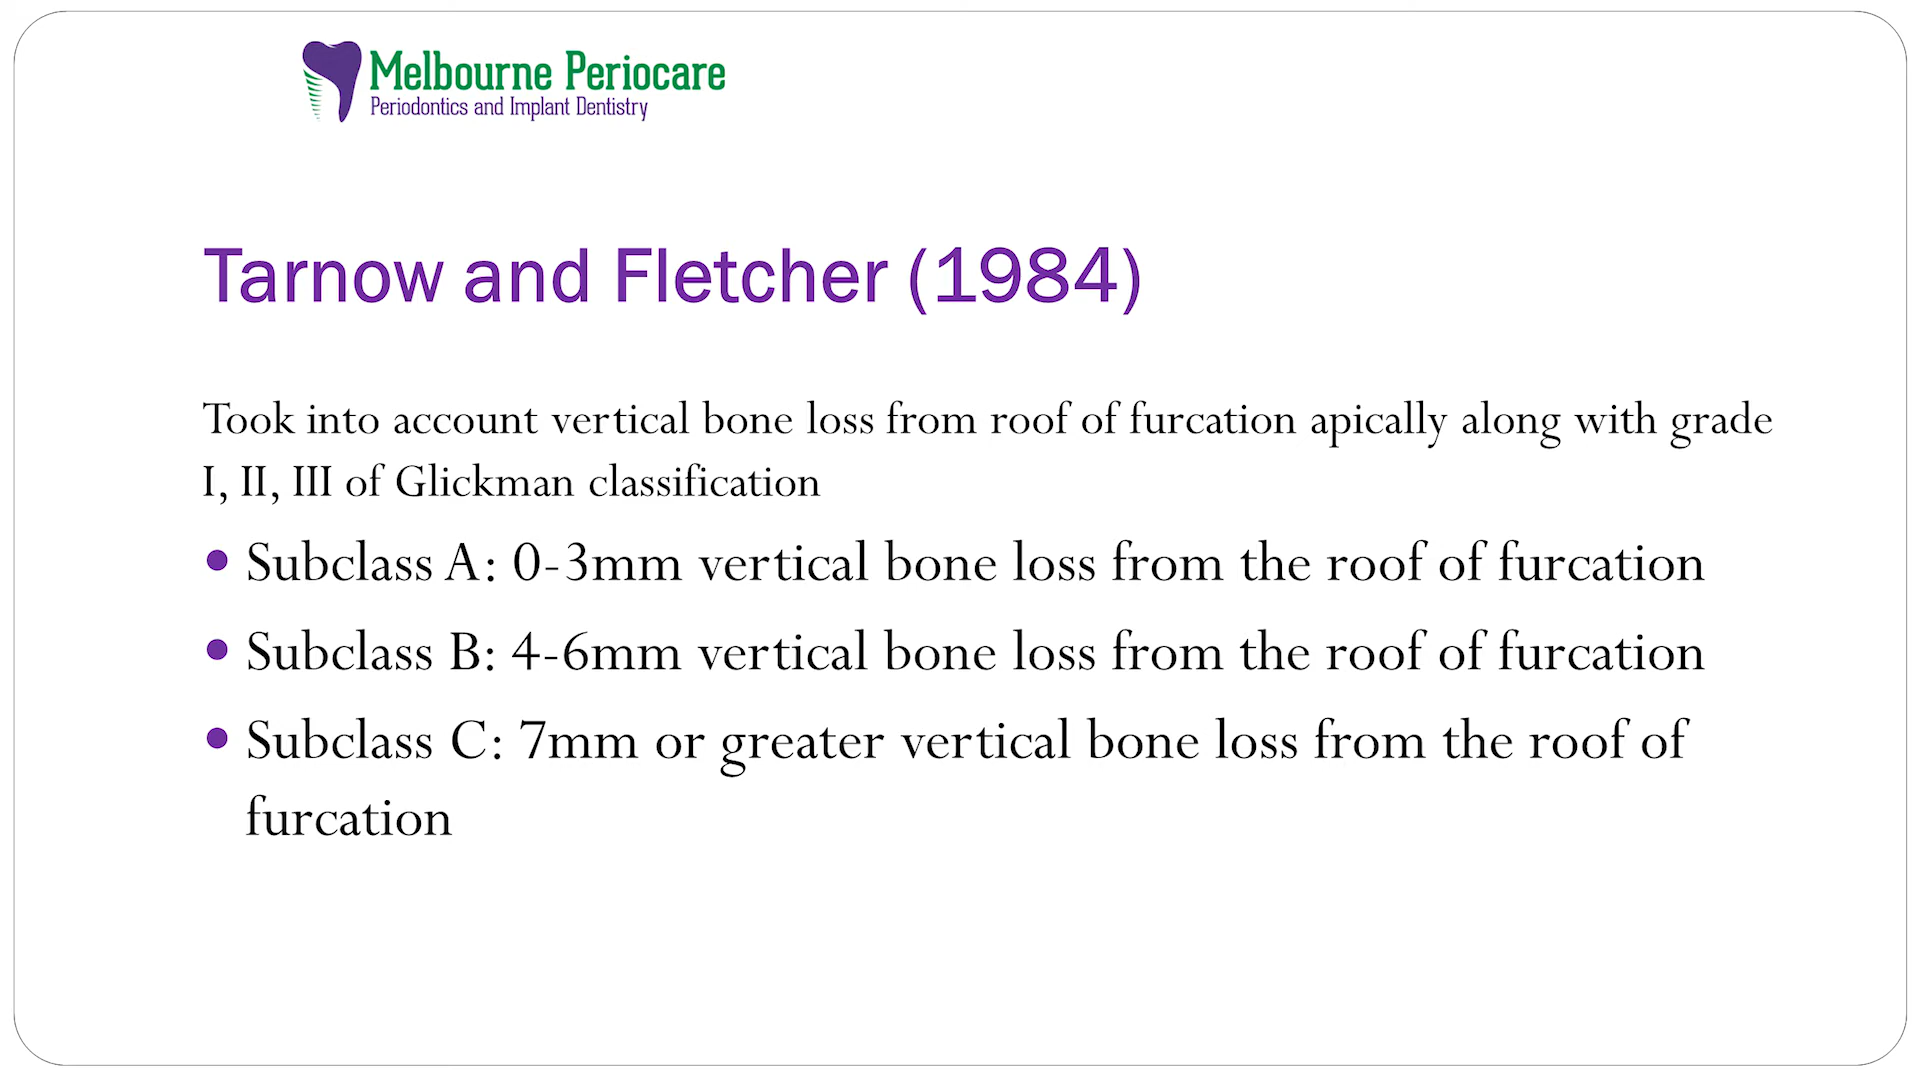 Melbourne Periocare
Periodontics and Implant Dentistry
Tarnow and Fletcher (1984)
Took into account vertical bone loss from roof of furcation apically along with grade
I, II, III of Glickman classification
• Subclass A: 0-3mm vertical bone loss from the roof of furcation
• Subclass B: 4-6mm vertical bone loss from the roof of furcation
• Subclass C: 7mm or greater vertical bone loss from the roof of
furcation